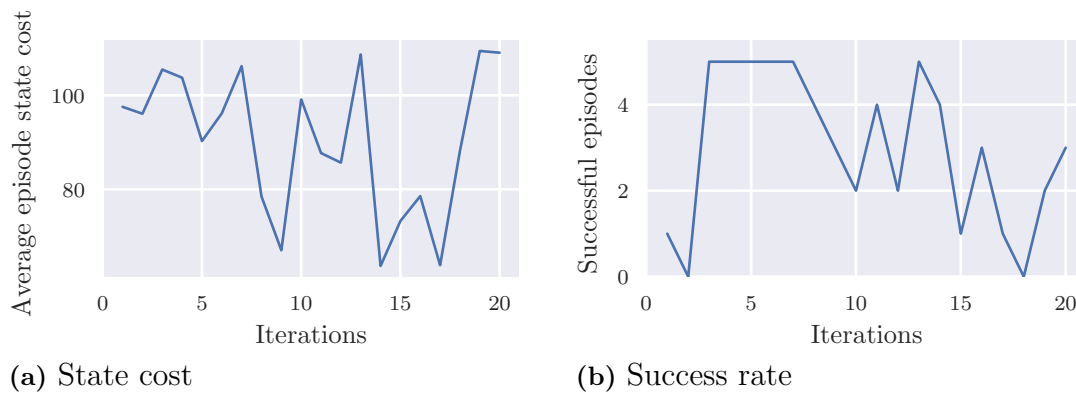 Average episode state cost
100
80
0 5 10 15 20
Iterations
(a) State cost
Successful episodes
4
2
0
0 5 10 15 20
Iterations
(b) Success rate